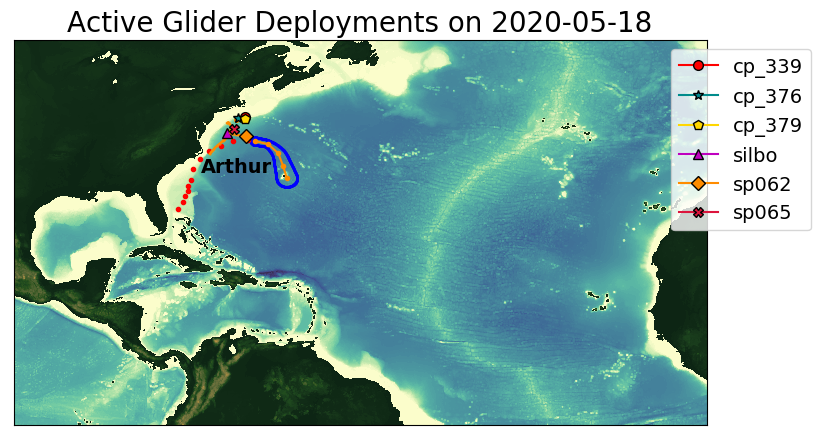 Active Glider Deployments on 2020-05-18
cp_339
cp_376
cp_379
silbo
sp062
sp065
Arthur